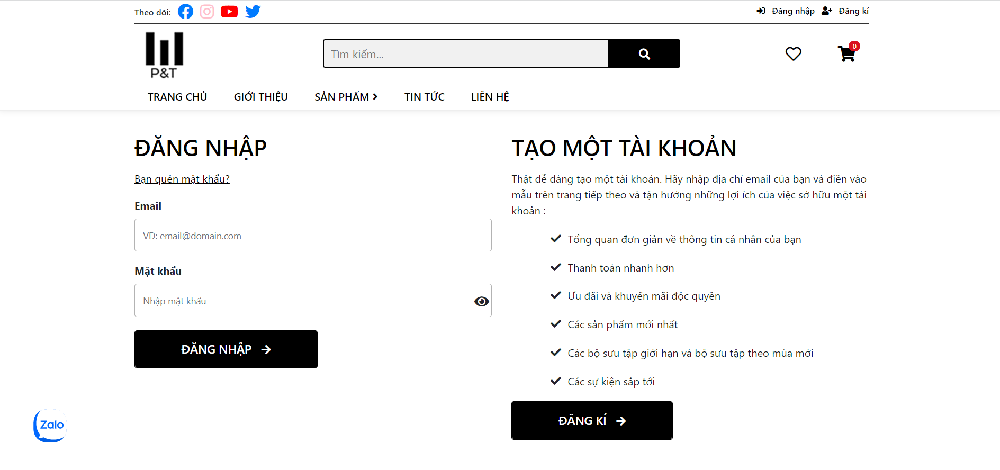 Theo dõi:
Đăng nhập
Đăng kí
P&T
Tìm kiếm...
0
TRANG CHỦ
GIỚI THIỆU
SẢN PHẨM
TIN TỨC
LIÊN HỆ
ĐĂNG NHẬP
Bạn quên mật khẩu?
Email
VD: email@domain.com
Mật khẩu
Nhập mật khẩu
ĐĂNG NHẬP
TẠO MỘT TÀI KHOẢN
Thật dễ dàng tạo một tài khoản. Hãy nhập địa chỉ email của bạn và điền vào
mẫu trên trang tiếp theo và tận hưởng những lợi ích của việc sở hữu một tài
khoản :
Tổng quan đơn giản về thông tin cá nhân của bạn
Thanh toán nhanh hơn
Ưu đãi và khuyến mãi độc quyền
Các sản phẩm mới nhất
Các bộ sưu tập giới hạn và bộ sưu tập theo mùa mới
Các sự kiện sắp tới
ĐĂNG KÍ
Zalo